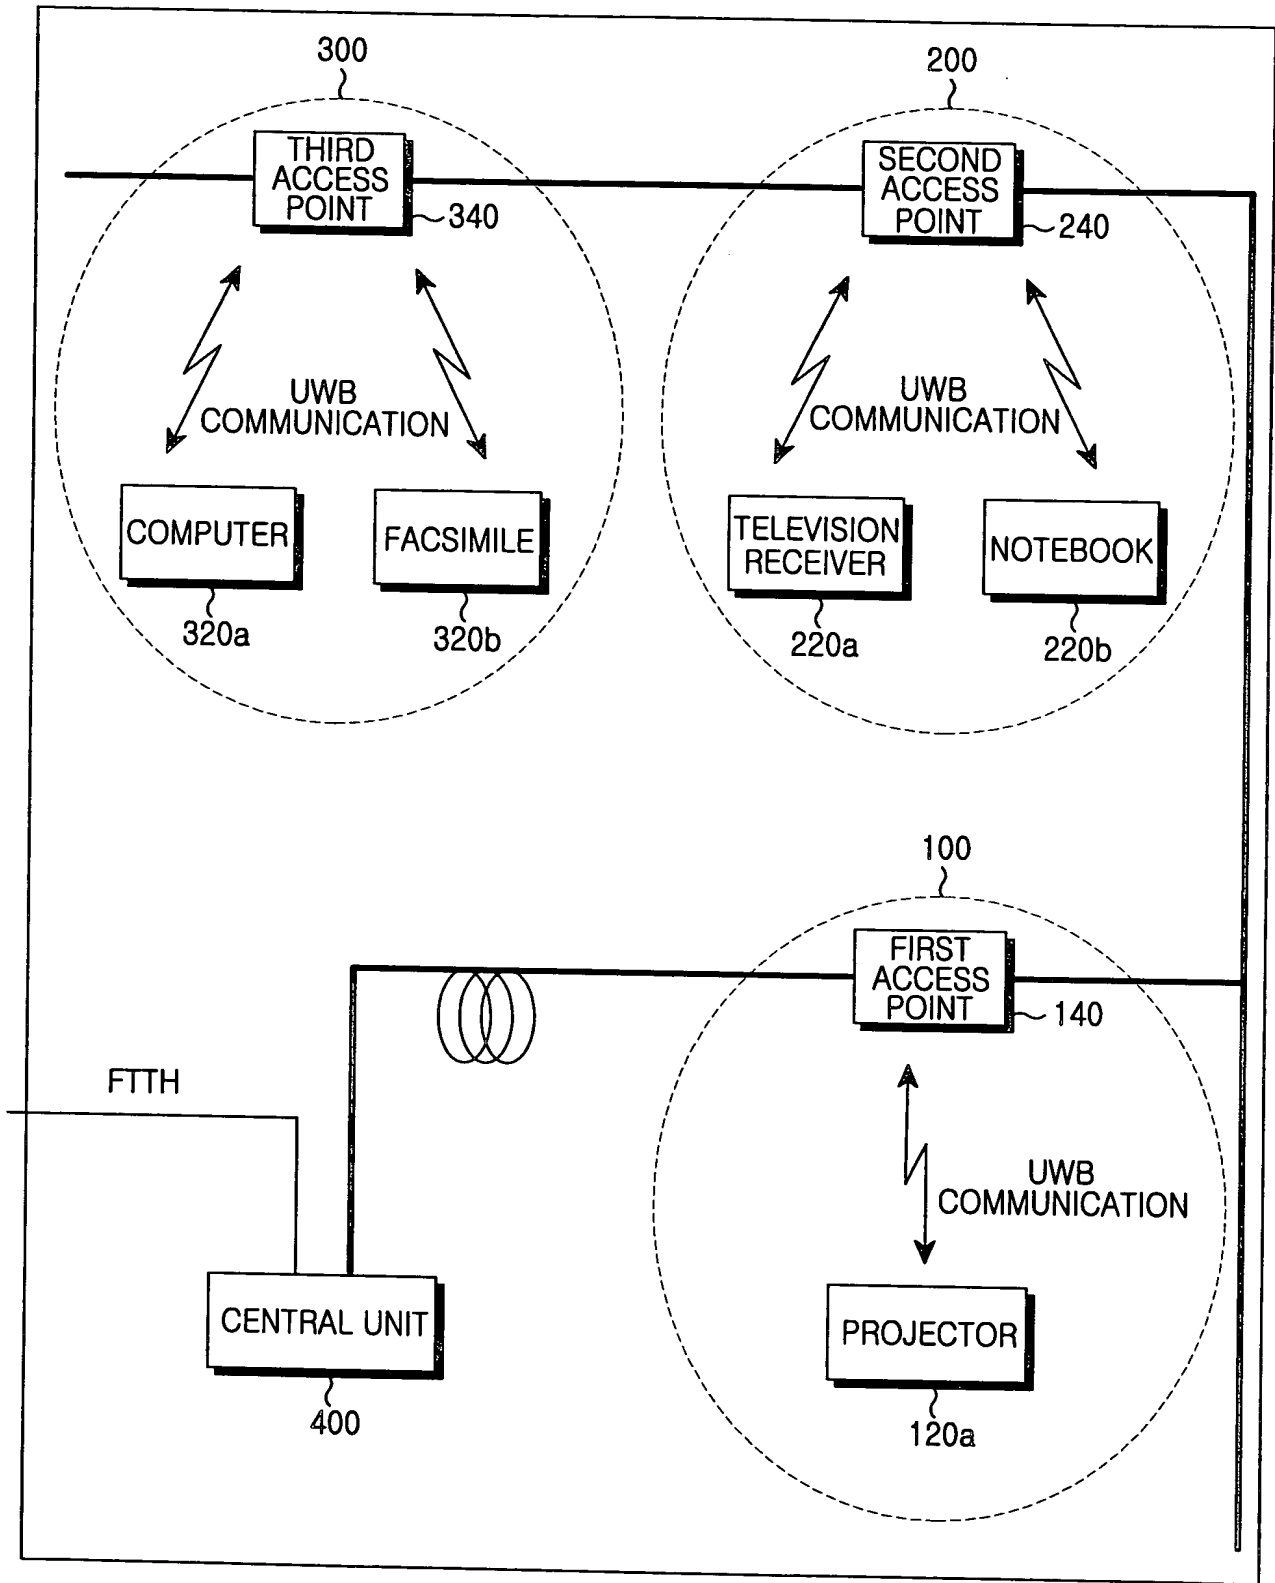 300
200
THIRD
ACCESS
POINT
340
SECOND
ACCESS
POINT
240
UWB
COMMUNICATION
UWB
COMMUNICATION
COMPUTER
FACSIMILE
TELEVISION
RECEIVER
NOTEBOOK
320a
320b
220a
220b
100
FIRST
ACCESS
POINT
140
FTTH
UWB
COMMUNICATION
CENTRAL UNIT
PROJECTOR
400
120a